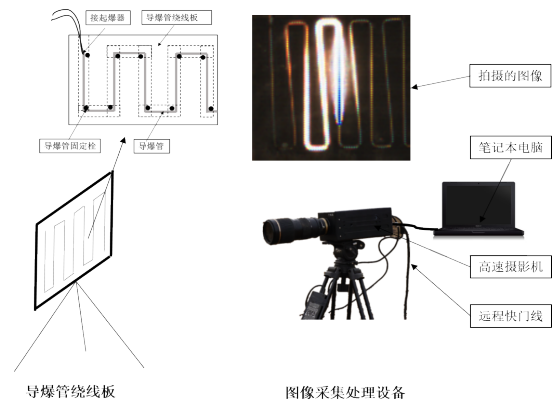 接起爆器
导爆管绕线板
导爆管固定栓
导爆管
拍摄的图像
笔记本电脑
高速摄影机
远程快门线
导爆管绕线板
图像采集处理设备